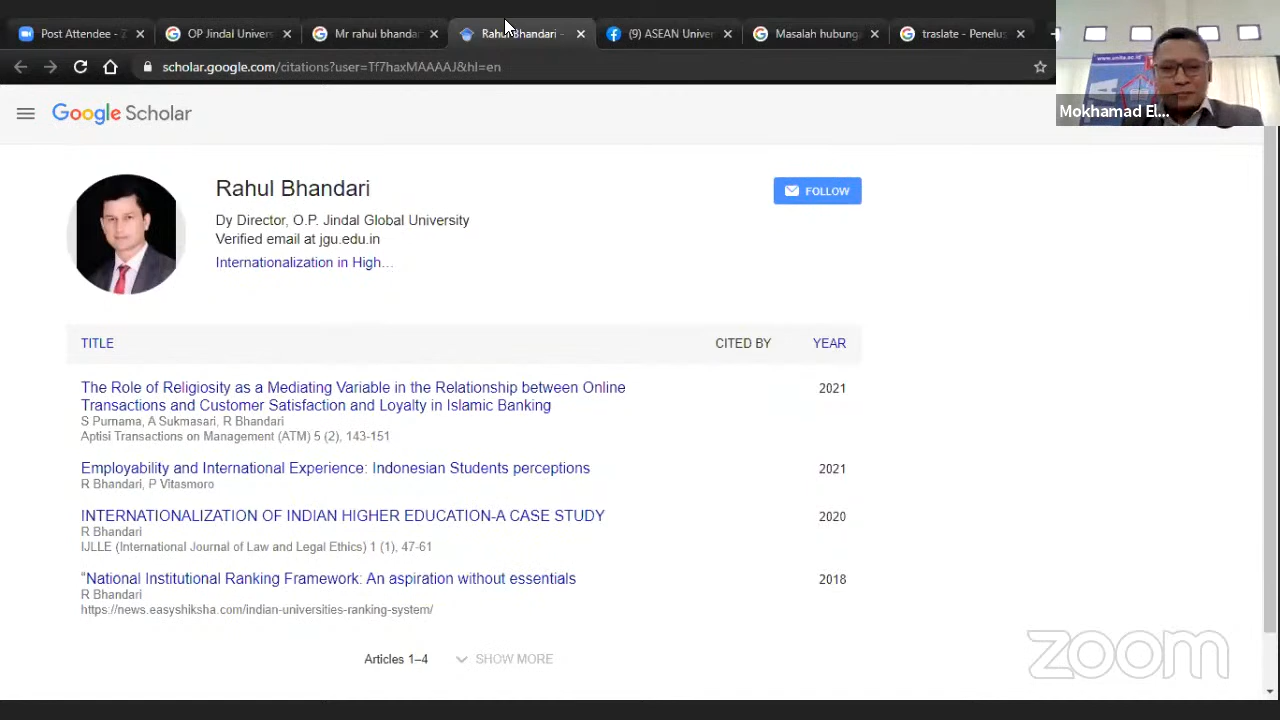 Post Attendee - Z
OP Jindal Univers
Mr rahul bhandar
Rahul Bhandari -
(9) ASEAN Univer
Masalah hubung
traslate - Penelus
scholar.google.com/citations?user=Tf7haxMAAAAJ&hl=en
www.unita.ac.id
Mokhamad El...
Google Scholar
Rahul Bhandari
FOLLOW
Dy Director, O.P. Jindal Global University
Verified email at jgu.edu.in
Internationalization in High...
TITLE CITED BY YEAR
The Role of Religiosity as a Mediating Variable in the Relationship between Online 2021
Transactions and Customer Satisfaction and Loyalty in Islamic Banking
S Purnama, A Sukmasari, R Bhandari
Aptisi Transactions on Management (ATM) 5 (2), 143-151
Employability and International Experience: Indonesian Students perceptions 2021
R Bhandari, P Vitasmoro
INTERNATIONALIZATION OF INDIAN HIGHER EDUCATION-A CASE STUDY 2020
R Bhandari
IJLLE (International Journal of Law and Legal Ethics) 1 (1), 47-61
"National Institutional Ranking Framework: An aspiration without essentials 2018
R Bhandari
https://news.easyshiksha.com/indian-universities-ranking-system/
Articles 1–4 SHOW MORE
zoom